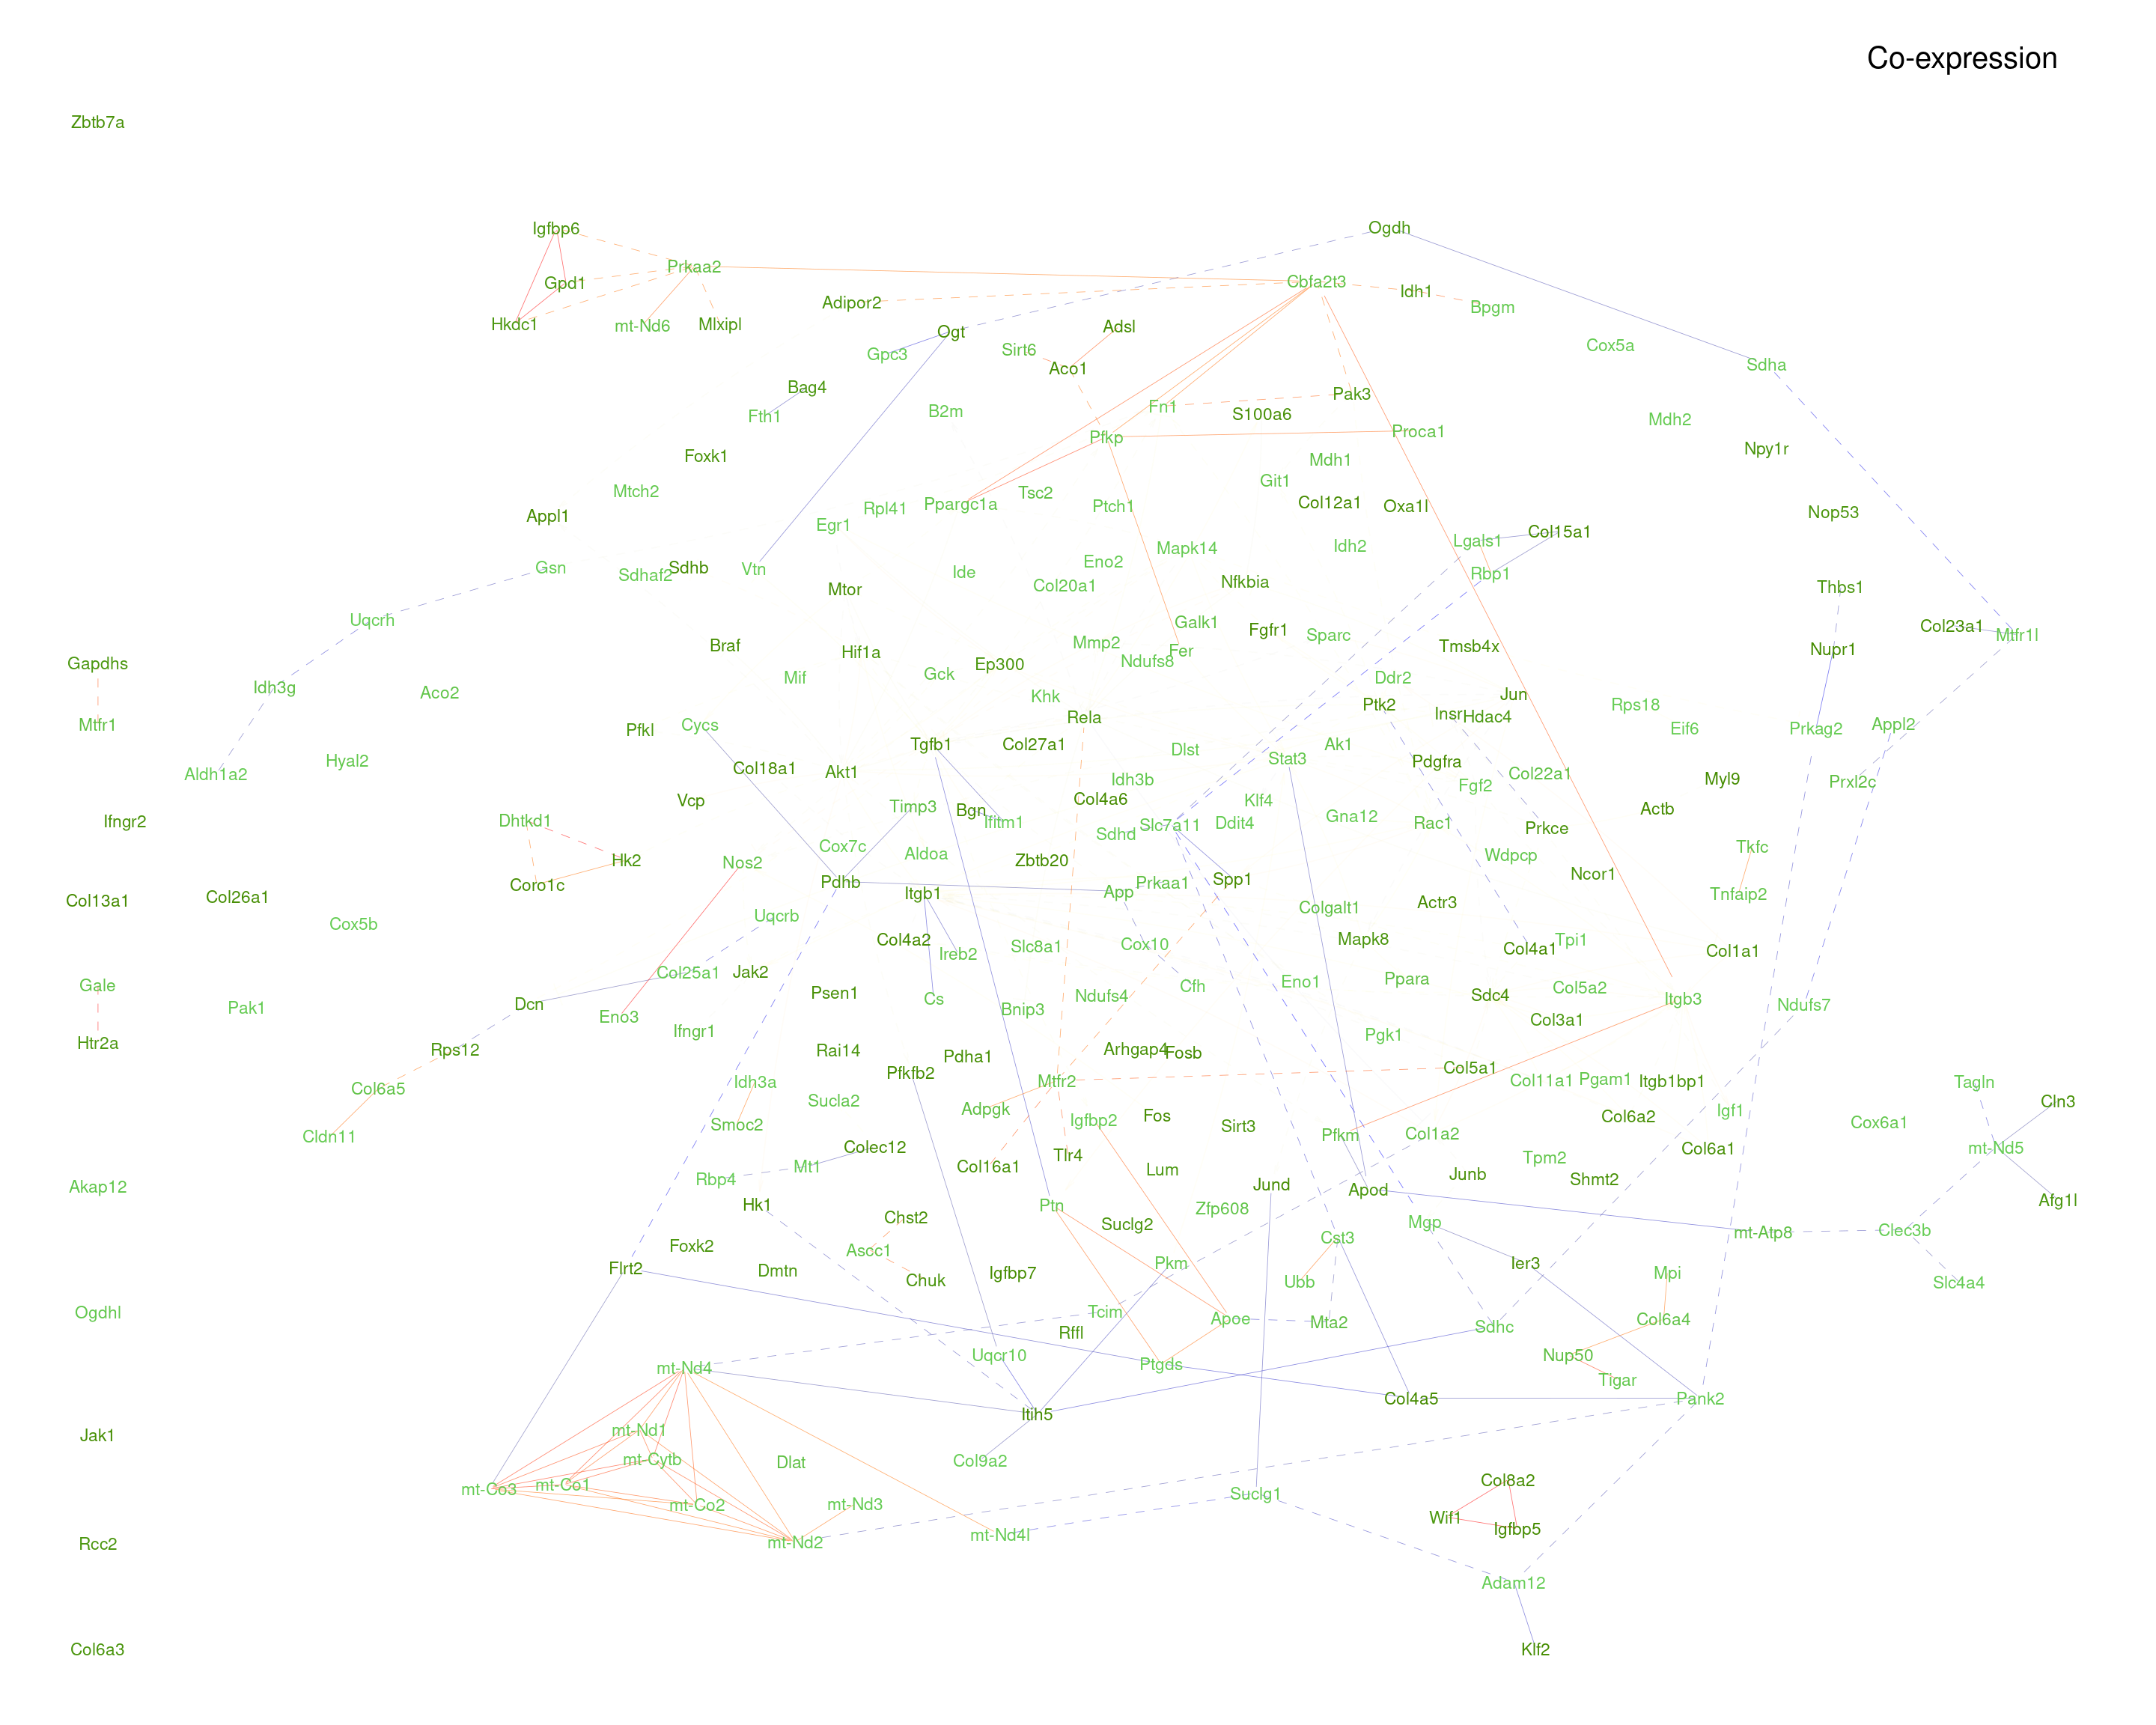 Co-expression
Zbtb7a
Igfbp6
Ogdh
Prkaa2
Gpd1
Cbfa2t3
Idh1
Adipor2
Bpgm
Hkdc1
mt-Nd6
Mlxipl
Ogt
Adsl
Gpc3
Sirt6
Cox5a
Aco1
Sdha
Bag4
Pak3
Fth1
B2m
Fn1
S100a6
Mdh2
Pfkp
Proca1
Npy1r
Foxk1
Mdh1
Git1
Mtch2
Tsc2
Ppargc1a
Ptch1
Col12a1
Oxa1l
Rpl41
Nop53
Appl1
Egr1
Col15a1
Lgals1
Mapk14
Idh2
Eno2
Gsn
Sdhb
Vtn
Sdhaf2
Ide
Rbp1
Nfkbia
Col20a1
Mtor
Thbs1
Uqcrh
Galk1
Col23a1
Fgfr1
Sparc
Mtfr1l
Mmp2
Braf
Tmsb4x
Hif1a
Fer
Nupr1
Ndufs8
Gapdhs
Ep300
Gck
Mif
Ddr2
Idh3g
Aco2
Khk
Jun
Ptk2
Rps18
Insr
Hdac4
Rela
Mtfr1
Cycs
Pfkl
Eif6
Prkag2
Appl2
Tgfb1
Col27a1
Dlst
Ak1
Stat3
Hyal2
Pdgfra
Col18a1
Akt1
Aldh1a2
Col22a1
Idh3b
Myl9
Prxl2c
Fgf2
Vcp
Col4a6
Klf4
Timp3
Actb
Bgn
Gna12
Ifngr2
Dhtkd1
Ifitm1
Ddit4
Rac1
Slc7a11
Prkce
Sdhd
Cox7c
Tkfc
Aldoa
Wdpcp
Hk2
Nos2
Zbtb20
Ncor1
Coro1c
Pdhb
Prkaa1
Spp1
App
Itgb1
Tnfaip2
Col26a1
Col13a1
Actr3
Colgalt1
Uqcrb
Cox5b
Col4a2
Mapk8
Tpi1
Cox10
Slc8a1
Col4a1
Col1a1
Ireb2
Col25a1
Jak2
Ppara
Eno1
Gale
Cfh
Col5a2
Psen1
Sdc4
Ndufs4
Cs
Itgb3
Dcn
Ndufs7
Pak1
Bnip3
Eno3
Col3a1
Ifngr1
Pgk1
Htr2a
Rps12
Rai14
Arhgap4
Fosb
Pdha1
Col5a1
Pfkfb2
Idh3a
Mtfr2
Col11a1
Pgam1
Itgb1bp1
Tagln
Col6a5
Sucla2
Cln3
Adpgk
Igf1
Fos
Col6a2
Igfbp2
Cox6a1
Smoc2
Sirt3
Col1a2
Pfkm
Cldn11
Colec12
mt-Nd5
Col6a1
Tlr4
Tpm2
Mt1
Col16a1
Lum
Junb
Rbp4
Shmt2
Jund
Akap12
Apod
Afg1l
Hk1
Ptn
Zfp608
Chst2
Suclg2
Mgp
Clec3b
mt-Atp8
Cst3
Foxk2
Ascc1
Ier3
Pkm
Flrt2
Dmtn
Igfbp7
Mpi
Chuk
Ubb
Slc4a4
Ogdhl
Tcim
Apoe
Col6a4
Mta2
Sdhc
Rffl
Uqcr10
Nup50
Ptgds
mt-Nd4
Tigar
Col4a5
Pank2
Itih5
mt-Nd1
Jak1
mt-Cytb
Col9a2
Dlat
Col8a2
mt-Co1
mt-Co3
Suclg1
mt-Nd3
mt-Co2
Wif1
Igfbp5
mt-Nd4l
mt-Nd2
Rcc2
Adam12
Col6a3
Klf2